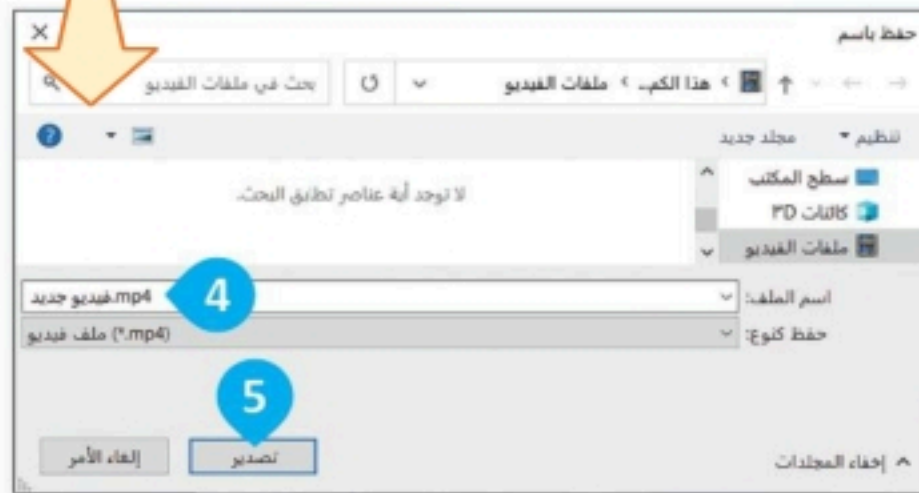 حفظ باسم
هذا الكم... › ملفات الفيديو
بحث في ملفات الفيديو
تنظيم
مجلد جديد
سطح المكتب
كائنات ٣D
ملفات الفيديو
لا توجد أية عناصر تطابق البحث.
اسم الملف: فيديو جديد.mp4
4
حفظ كنوع: ملف فيديو (*.mp4)
5
إخفاء المجلدات
تصدير
إلغاء الأمر